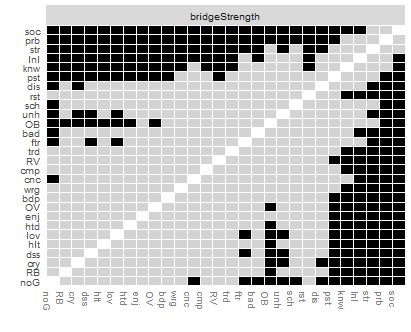 bridgeStrength
soc
prb
str
lnl
knw
pst
dis
rst
sch
unh
OB
bad
ftr
trd
RV
cmp
cnc
wrg
bdp
OV
enj
htd
lov
hlt
dss
cry
RB
noG
noG RB cry dss hlt lov htd enj OV bdp wrg cnc cmp RV trd ftr bad OB unh sch rst dis pst knw lnl str prb soc